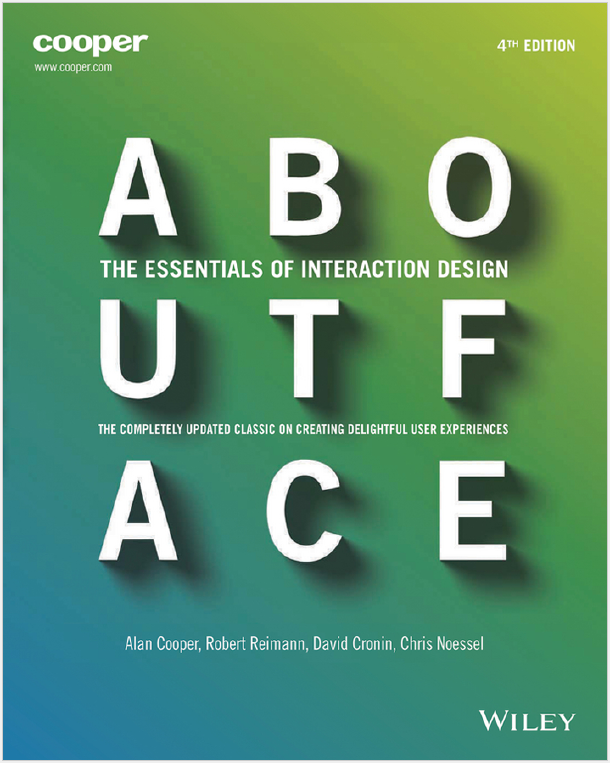 cooper
4TH EDITION
www.cooper.com
A B O
THE ESSENTIALS OF INTERACTION DESIGN
U T F
THE COMPLETELY UPDATED CLASSIC ON CREATING DELIGHTFUL USER EXPERIENCES
A C E
Alan Cooper, Robert Reimann, David Cronin, Chris Noessel
WILEY